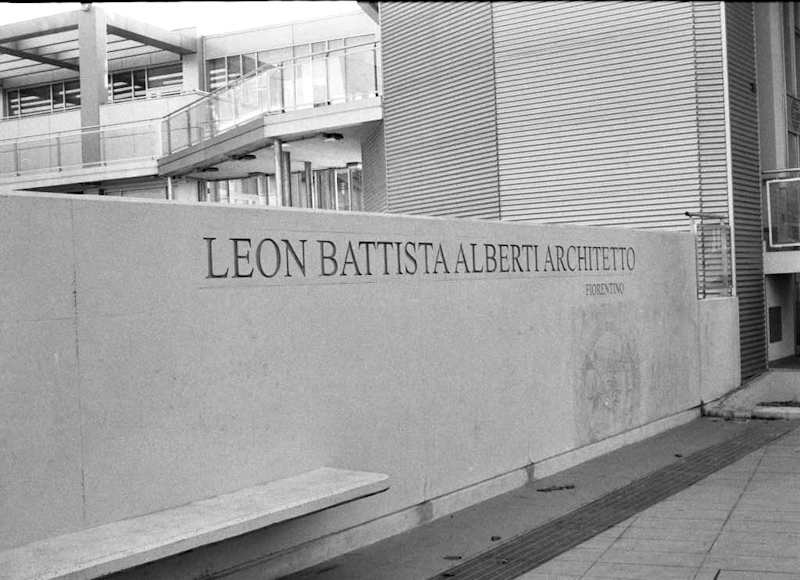 LEON BATTISTA ALBERTI ARCHITETTO
FIORENTINO